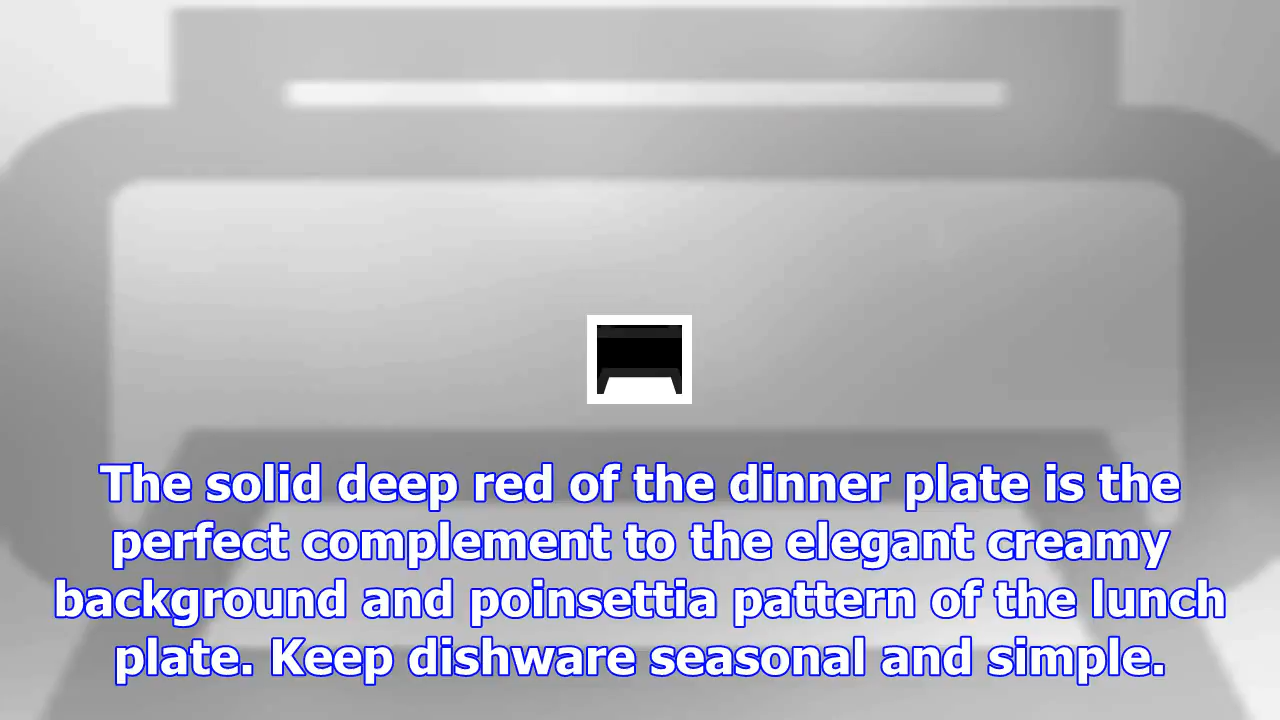 The solid deep red of the dinner plate is the
perfect complement to the elegant creamy
background and poinsettia pattern of the lunch
plate. Keep dishware seasonal and simple.